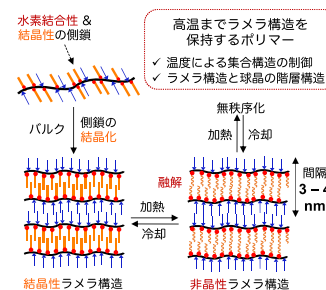 水素結合性 &
結晶性の側鎖
高温までラメラ構造を
保持するポリマー
✓ 温度による集合構造の制御
✓ ラメラ構造と球晶の階層構造
バルク
側鎖の
結晶化
無秩序化
加熱
冷却
融解
加熱
冷却
間隔
3 – 4
nm
結晶性ラメラ構造
非晶性ラメラ構造